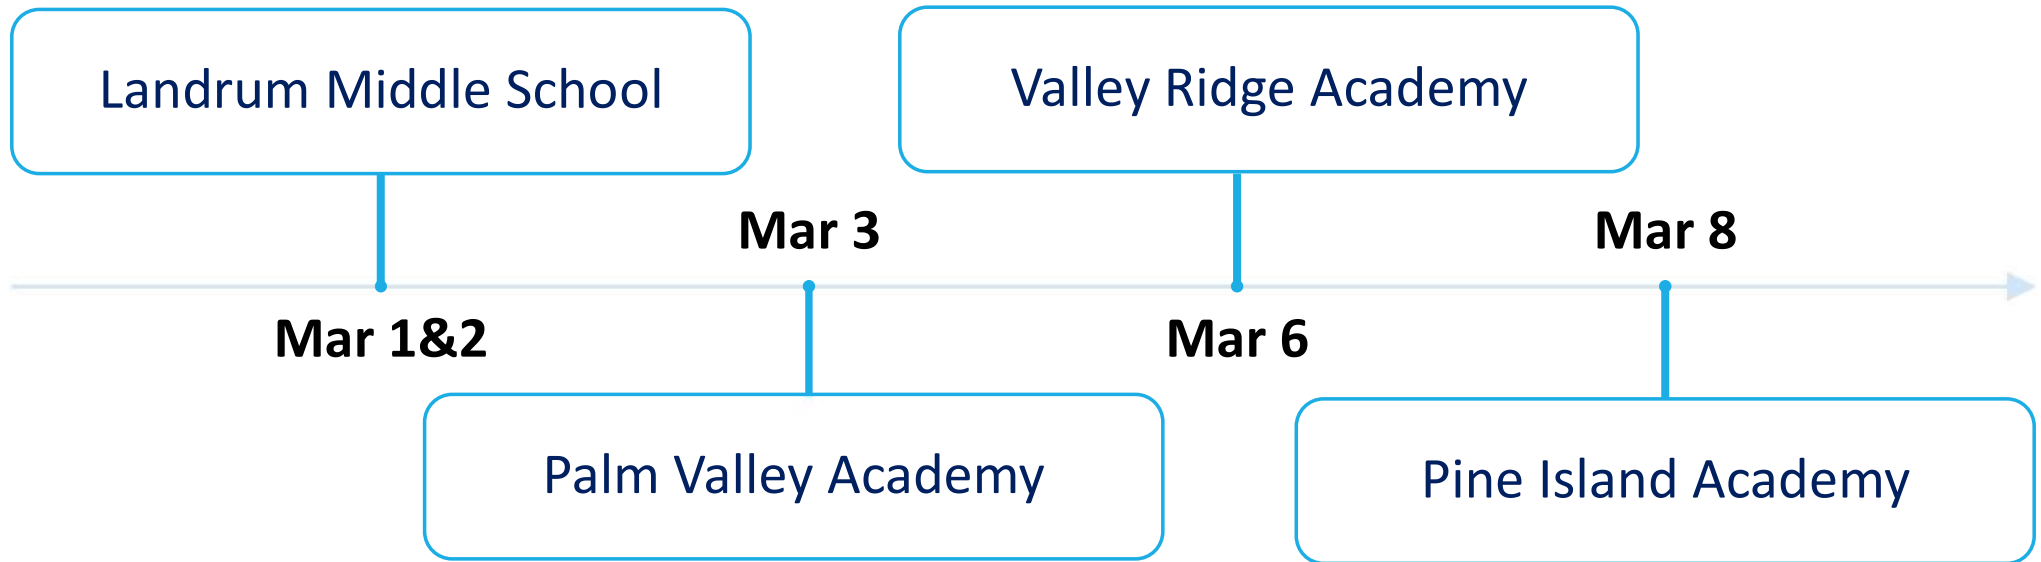 Landrum Middle School
Mar 1&2
Mar 3
Palm Valley Academy
Valley Ridge Academy
Mar 6
Mar 8
Pine Island Academy